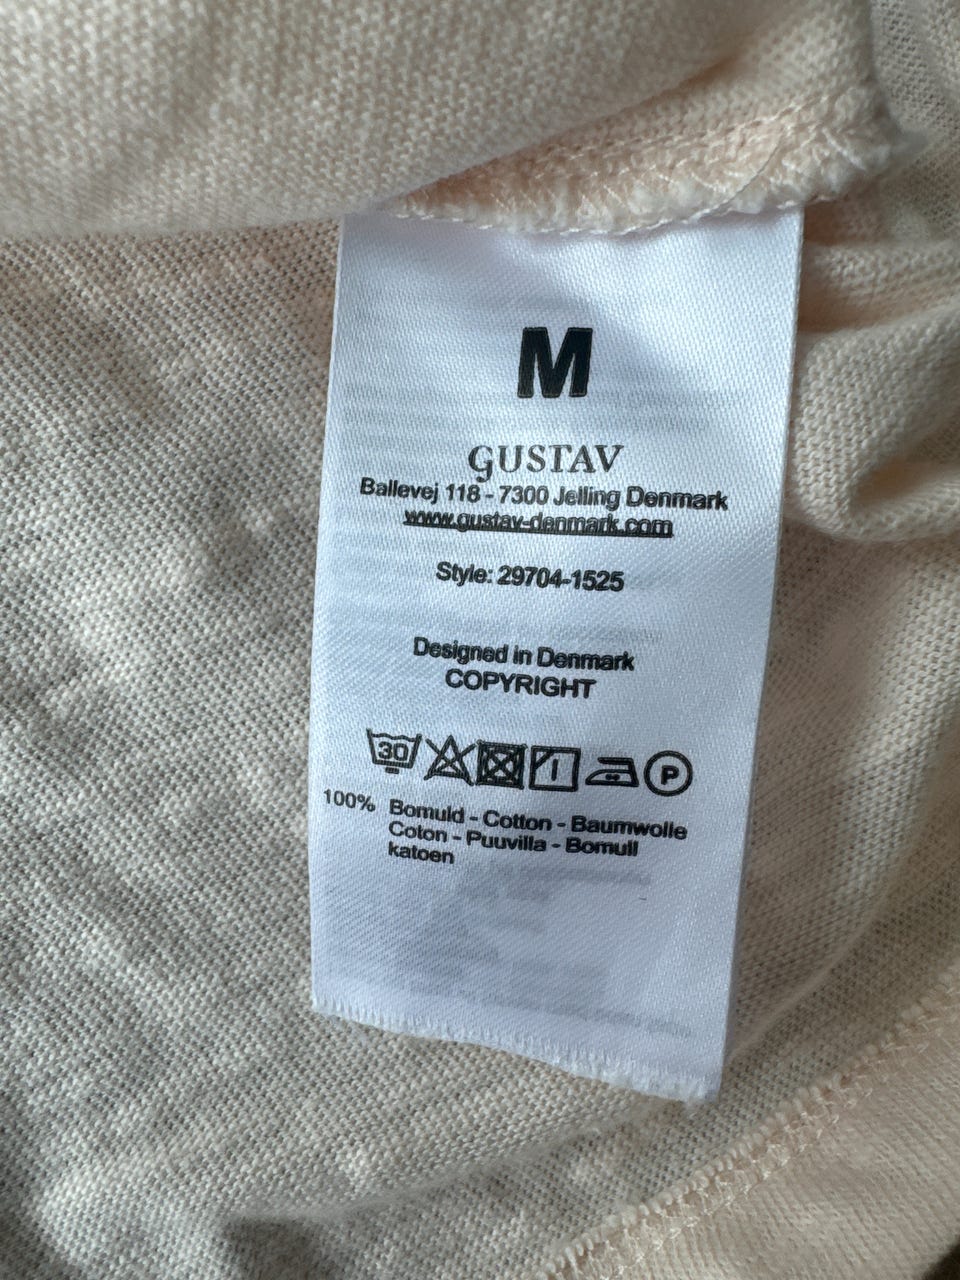 M
GUSTAV
Ballevej 118 - 7300 Jelling Denmark
www.gustav-denmark.com
Style: 29704-1525
Designed in Denmark
COPYRIGHT
30 P
100% Bomuld - Cotton - Baumwolle
Coton - Puuvilla - Bomull
katoen